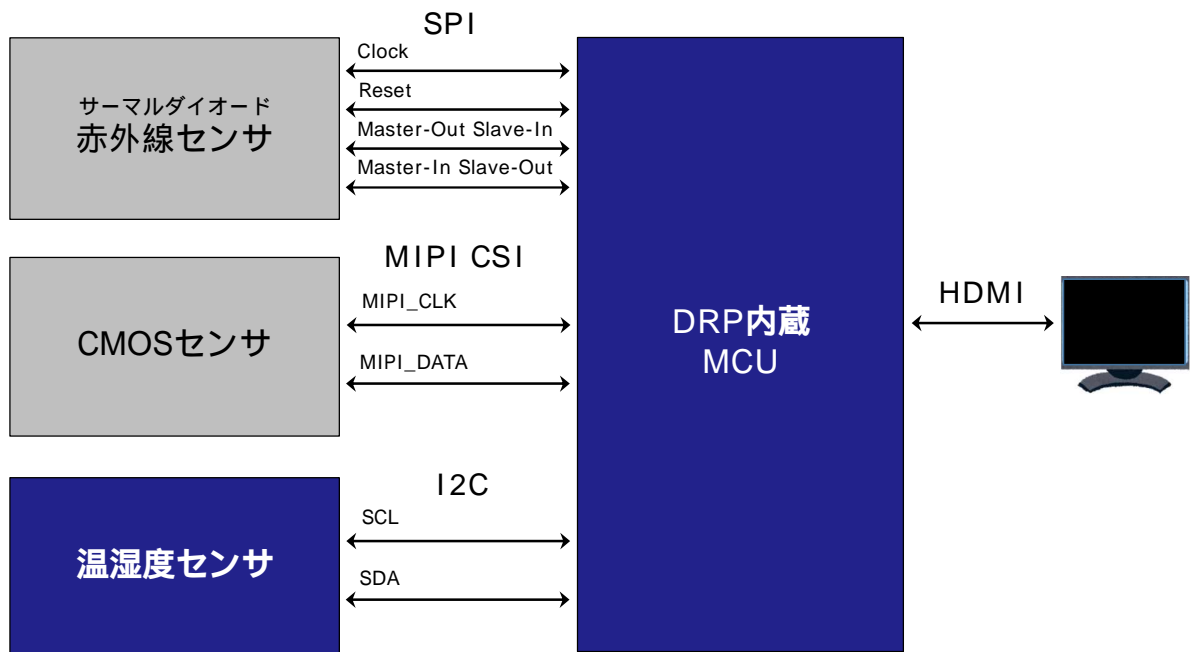 SPI
Clock
Reset
Master-Out Slave-In
Master-In Slave-Out
サーマルダイオード
赤外線センサ
MIPI CSI
MIPI_CLK
MIPI_DATA
CMOSセンサ
I2C
SCL
SDA
温湿度センサ
DRP内蔵
MCU
HDMI